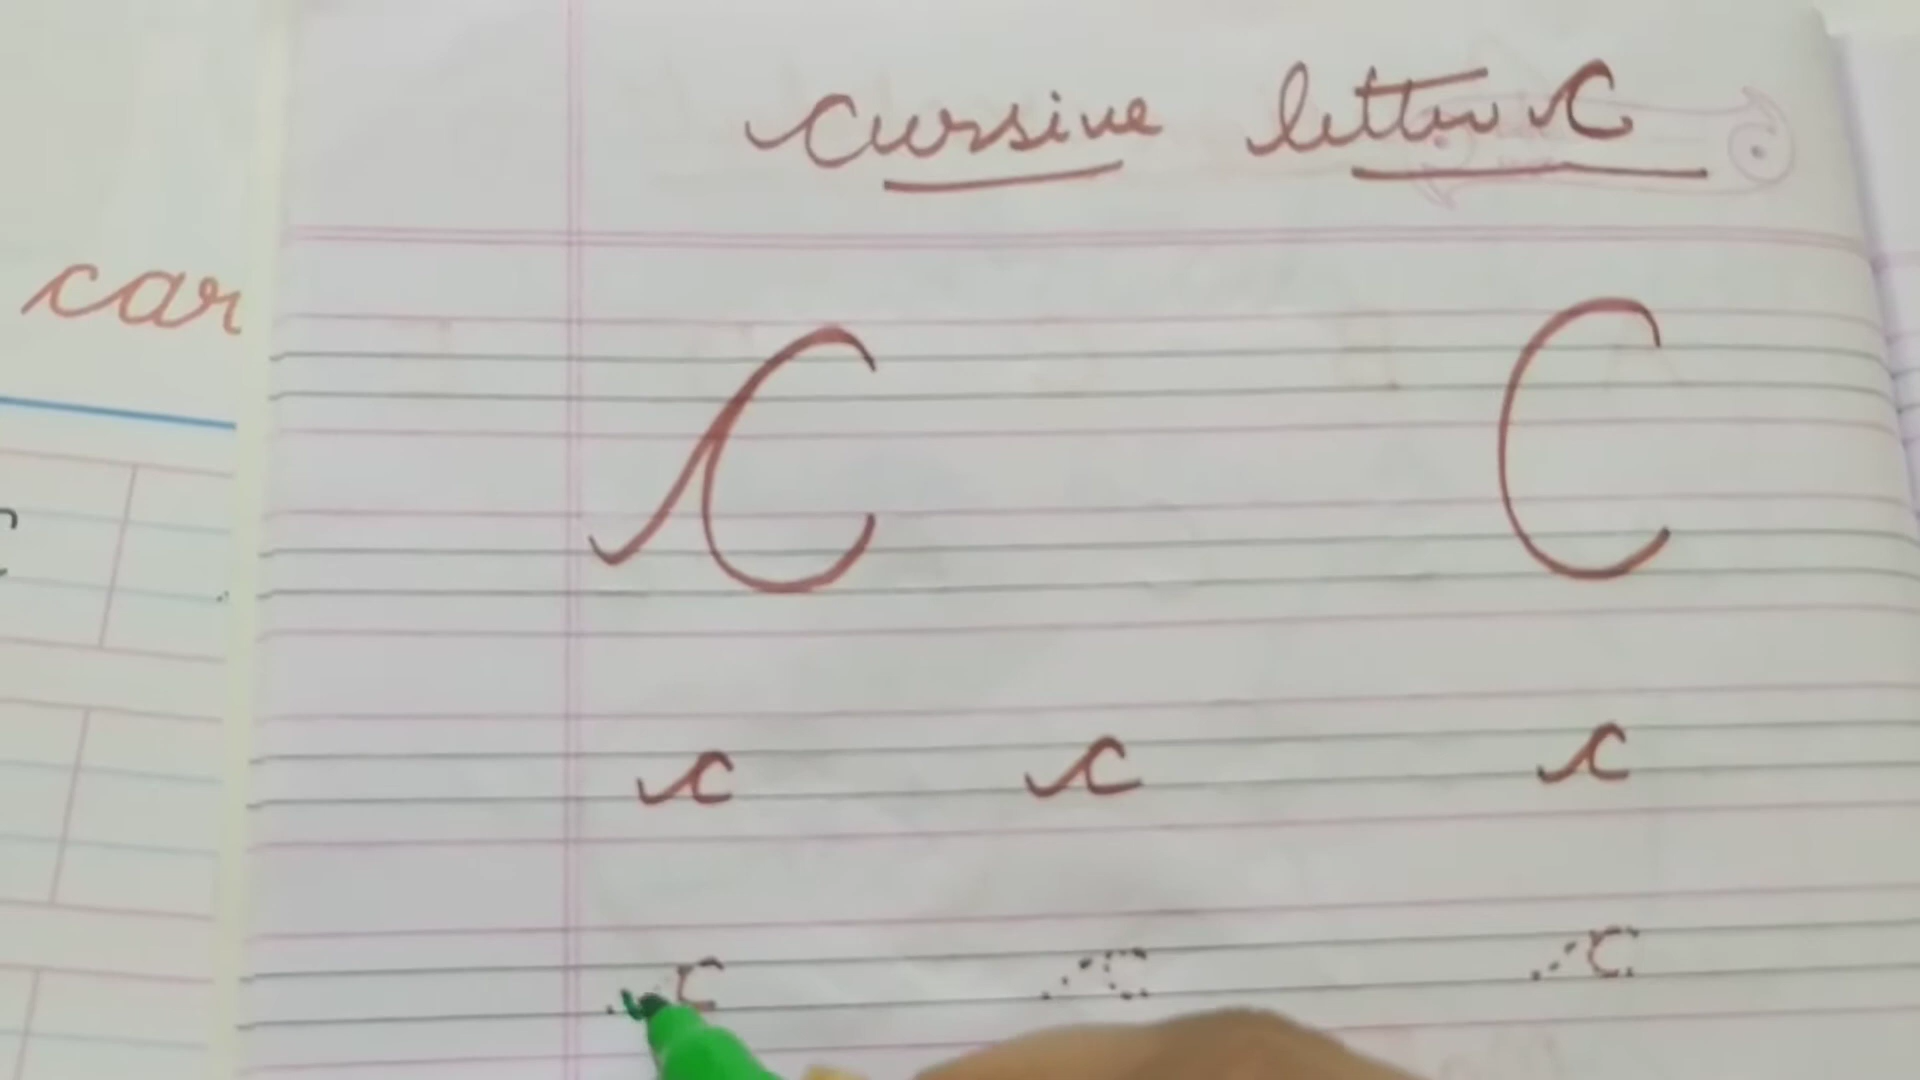 cursive letter c
car
C C
c c c
c c c